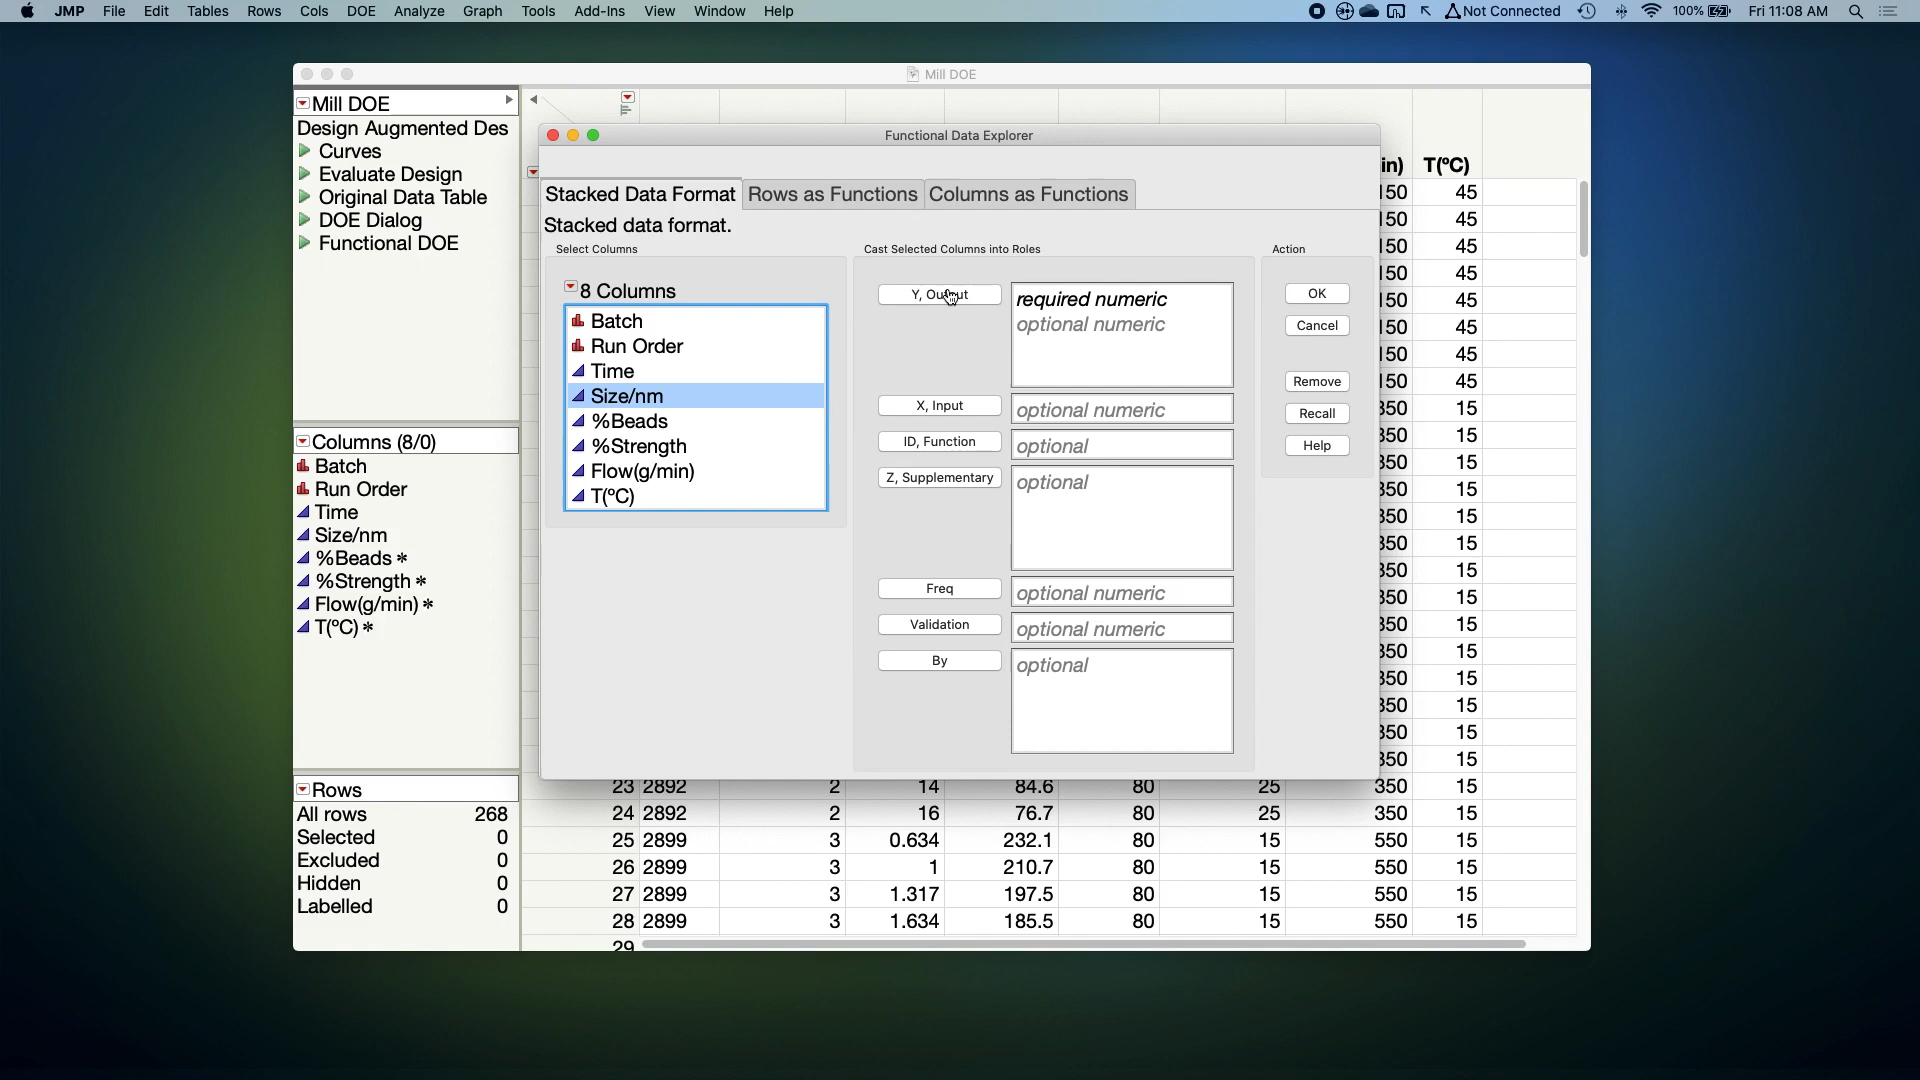 JMP File Edit Tables Rows Cols DOE Analyze Graph Tools Add-Ins View Window Help Not Connected 100% Fri 11:08 AM
Mill DOE
Mill DOE
Design Augmented Des
Curves
Evaluate Design
Original Data Table
DOE Dialog
Functional DOE
Columns (8/0)
Batch
Run Order
Time
Size/nm
%Beads *
%Strength *
Flow(g/min) *
T(ºC) *
Rows
All rows 268
Selected 0
Excluded 0
Hidden 0
Labelled 0
Functional Data Explorer
Stacked Data Format Rows as Functions Columns as Functions
Stacked data format.
Select Columns
8 Columns
Batch
Run Order
Time
Size/nm
%Beads
%Strength
Flow(g/min)
T(ºC)
Cast Selected Columns into Roles
Y, Output required numeric
optional numeric
X, Input optional numeric
ID, Function optional
Z, Supplementary optional
Freq optional numeric
Validation optional numeric
By optional
Action
OK
Cancel
Remove
Recall
Help
in) T(ºC)
150 45
150 45
150 45
150 45
150 45
150 45
150 45
150 45
350 15
350 15
350 15
350 15
350 15
350 15
350 15
350 15
350 15
350 15
350 15
350 15
350 15
350 15
23 2892 2 14 84.6 80 25 350 15
24 2892 2 16 76.7 80 25 350 15
25 2899 3 0.634 232.1 80 15 550 15
26 2899 3 1 210.7 80 15 550 15
27 2899 3 1.317 197.5 80 15 550 15
28 2899 3 1.634 185.5 80 15 550 15
29